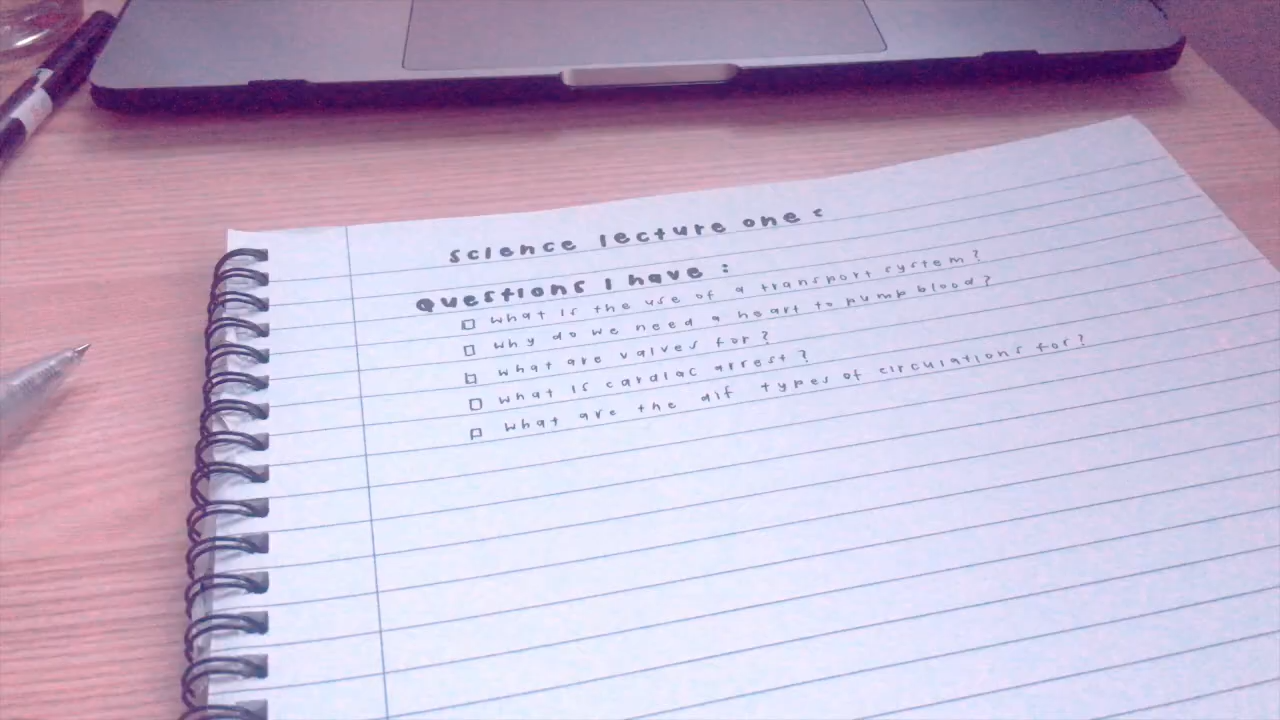 science lecture one :
Questions I have :
□ what is the use of a transport system?
□ why do we need a heart to pump blood?
□ what are valves for?
□ what is cardiac arrest?
□ what are the dif types of circulations for?